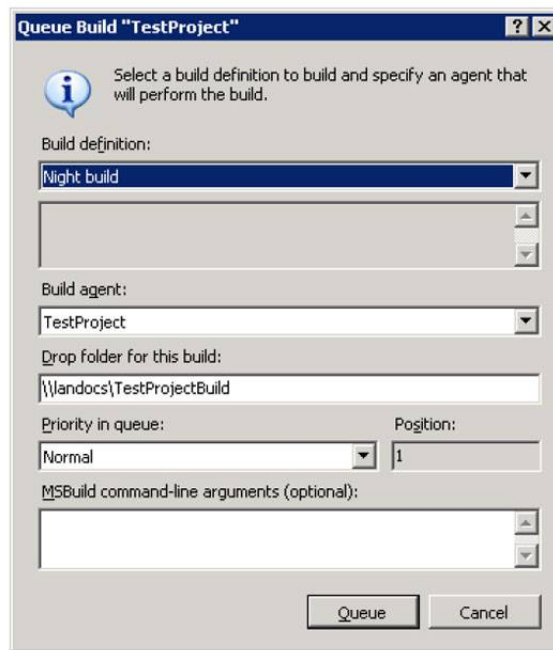 Queue Build "TestProject"
Select a build definition to build and specify an agent that
will perform the build.
Build definition:
Night build
Build agent:
TestProject
Drop folder for this build:
\\landocs\TestProjectBuild
Priority in queue: Position:
Normal 1
MSBuild command-line arguments (optional):
Queue Cancel